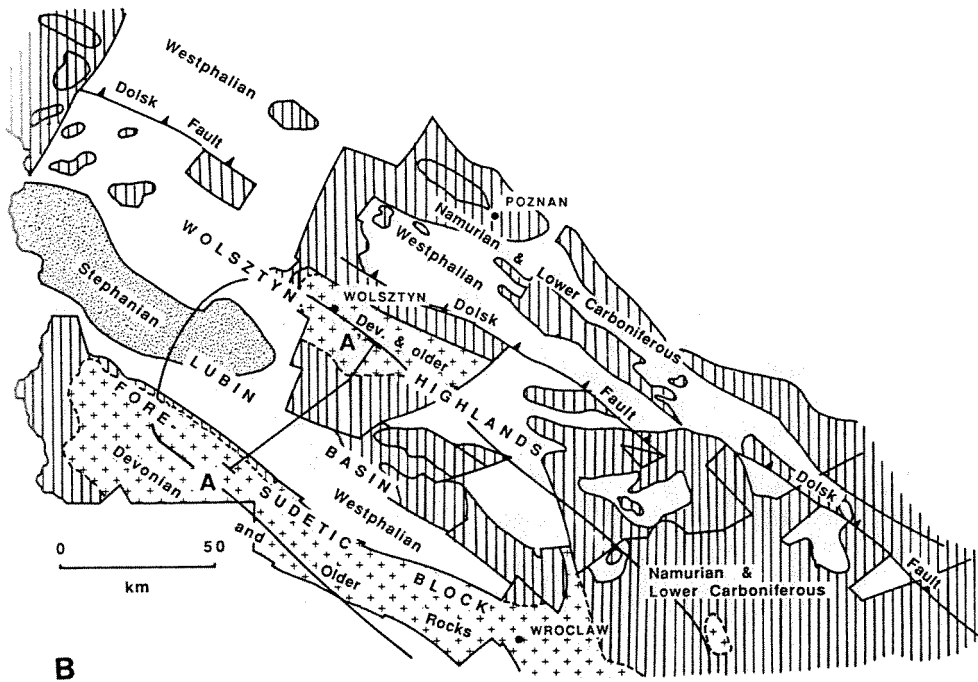 Westphalian
Dolsk
Fault
POZNAN
Namurian & Lower Carboniferous
Westphalian
WOLSZTYN
WOLSZTYN
Stephanian
Dolsk
Dev. & older
A'
LUBIN
HIGHLANDS
Fault
FORE-
Devonian
A
BASIN
Dolsk
SUDETIC
Westphalian
and
0 50
km
Older
BLOCK
Namurian &
Lower Carboniferous
Fault
Rocks
WROCLAW
B